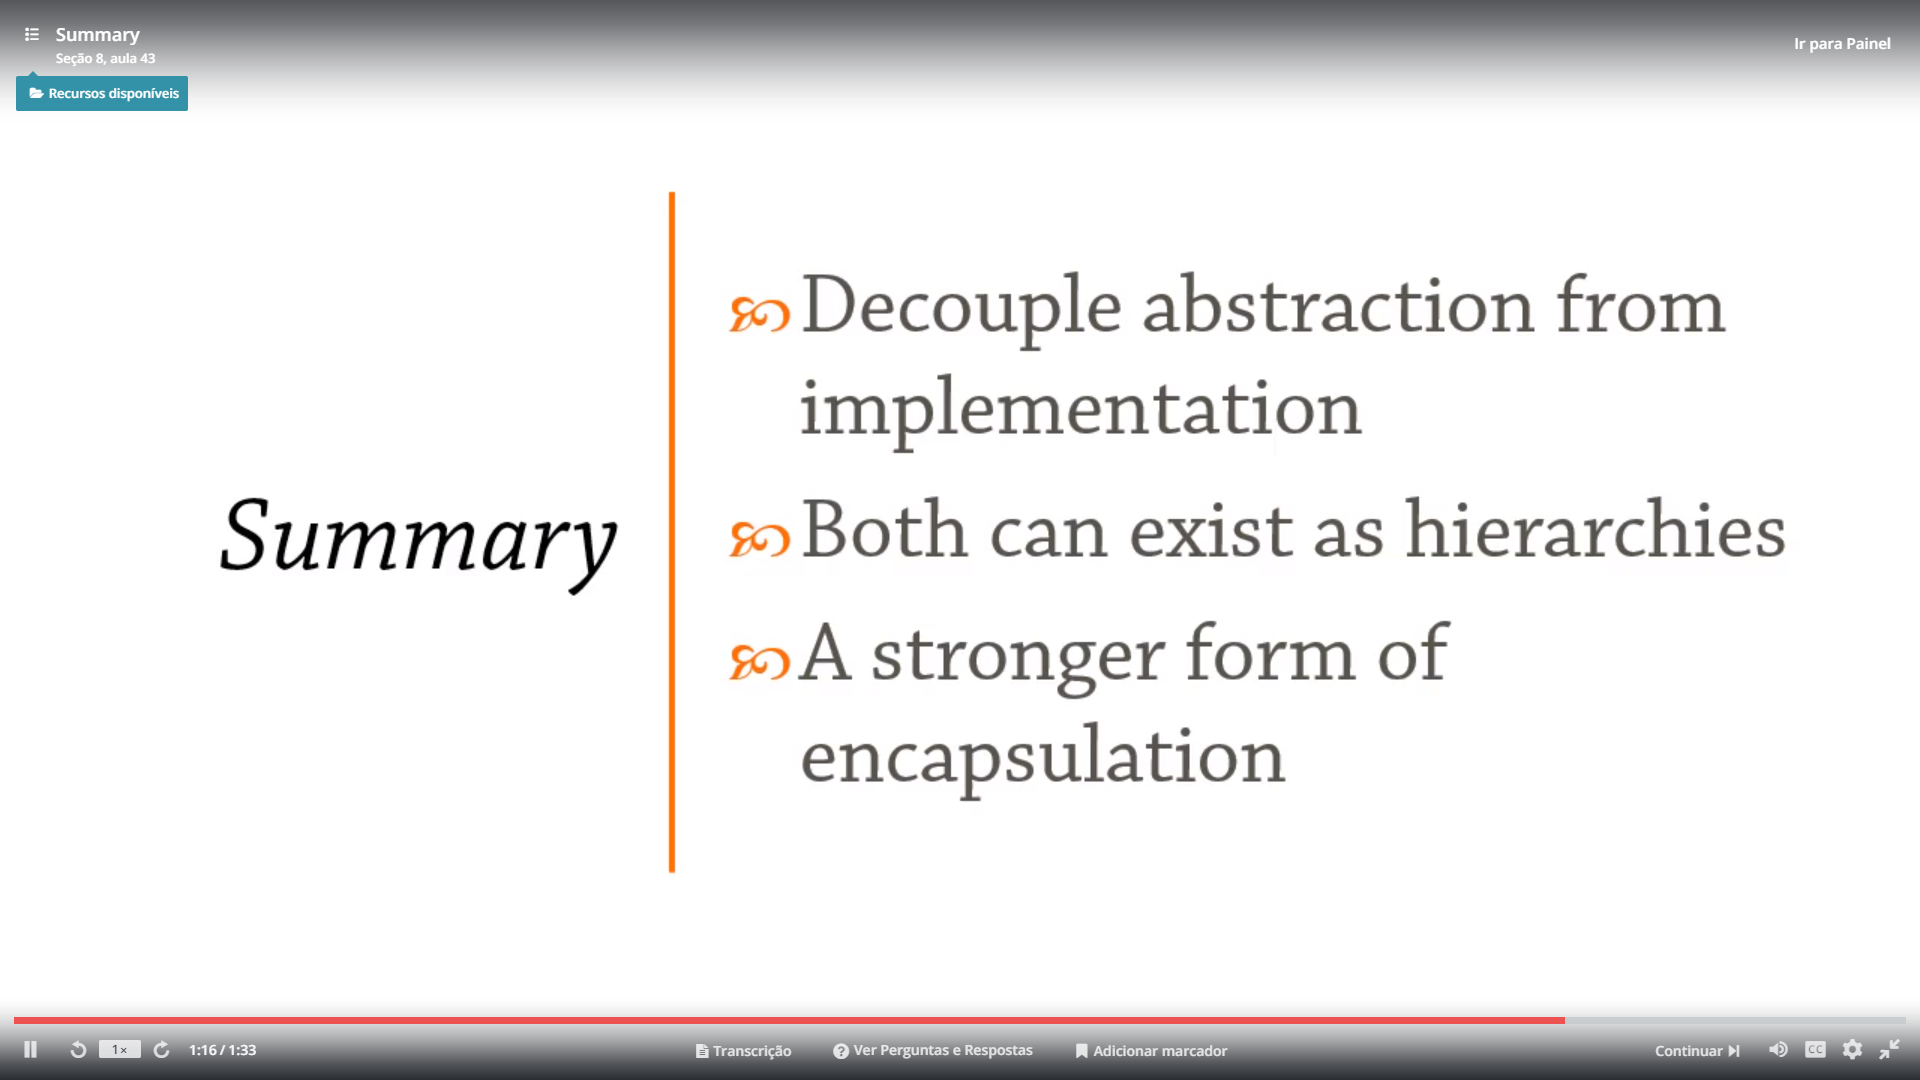 Summary
Seção 8, aula 43
Ir para Painel
Recursos disponíveis
Summary
Decouple abstraction from
implementation
Both can exist as hierarchies
A stronger form of
encapsulation
1×
1:16 / 1:33
Transcrição
Ver Perguntas e Respostas
Adicionar marcador
Continuar
CC